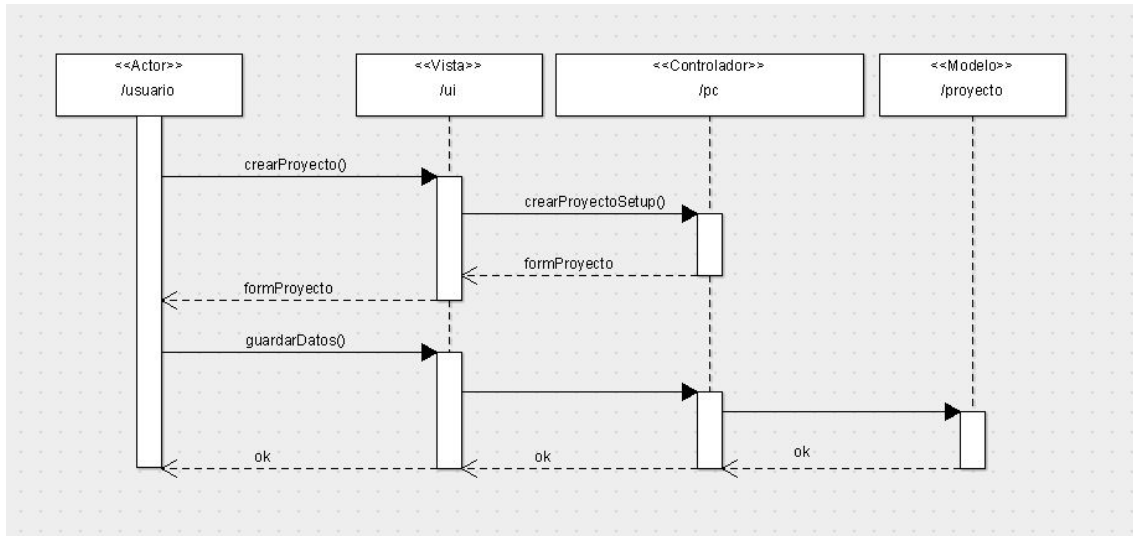 <<Actor>>
/usuario
<<Vista>>
/ui
<<Controlador>>
/pc
<<Modelo>>
/proyecto
crearProyecto()
crearProyectoSetup()
formProyecto
formProyecto
guardarDatos()
ok
ok
ok